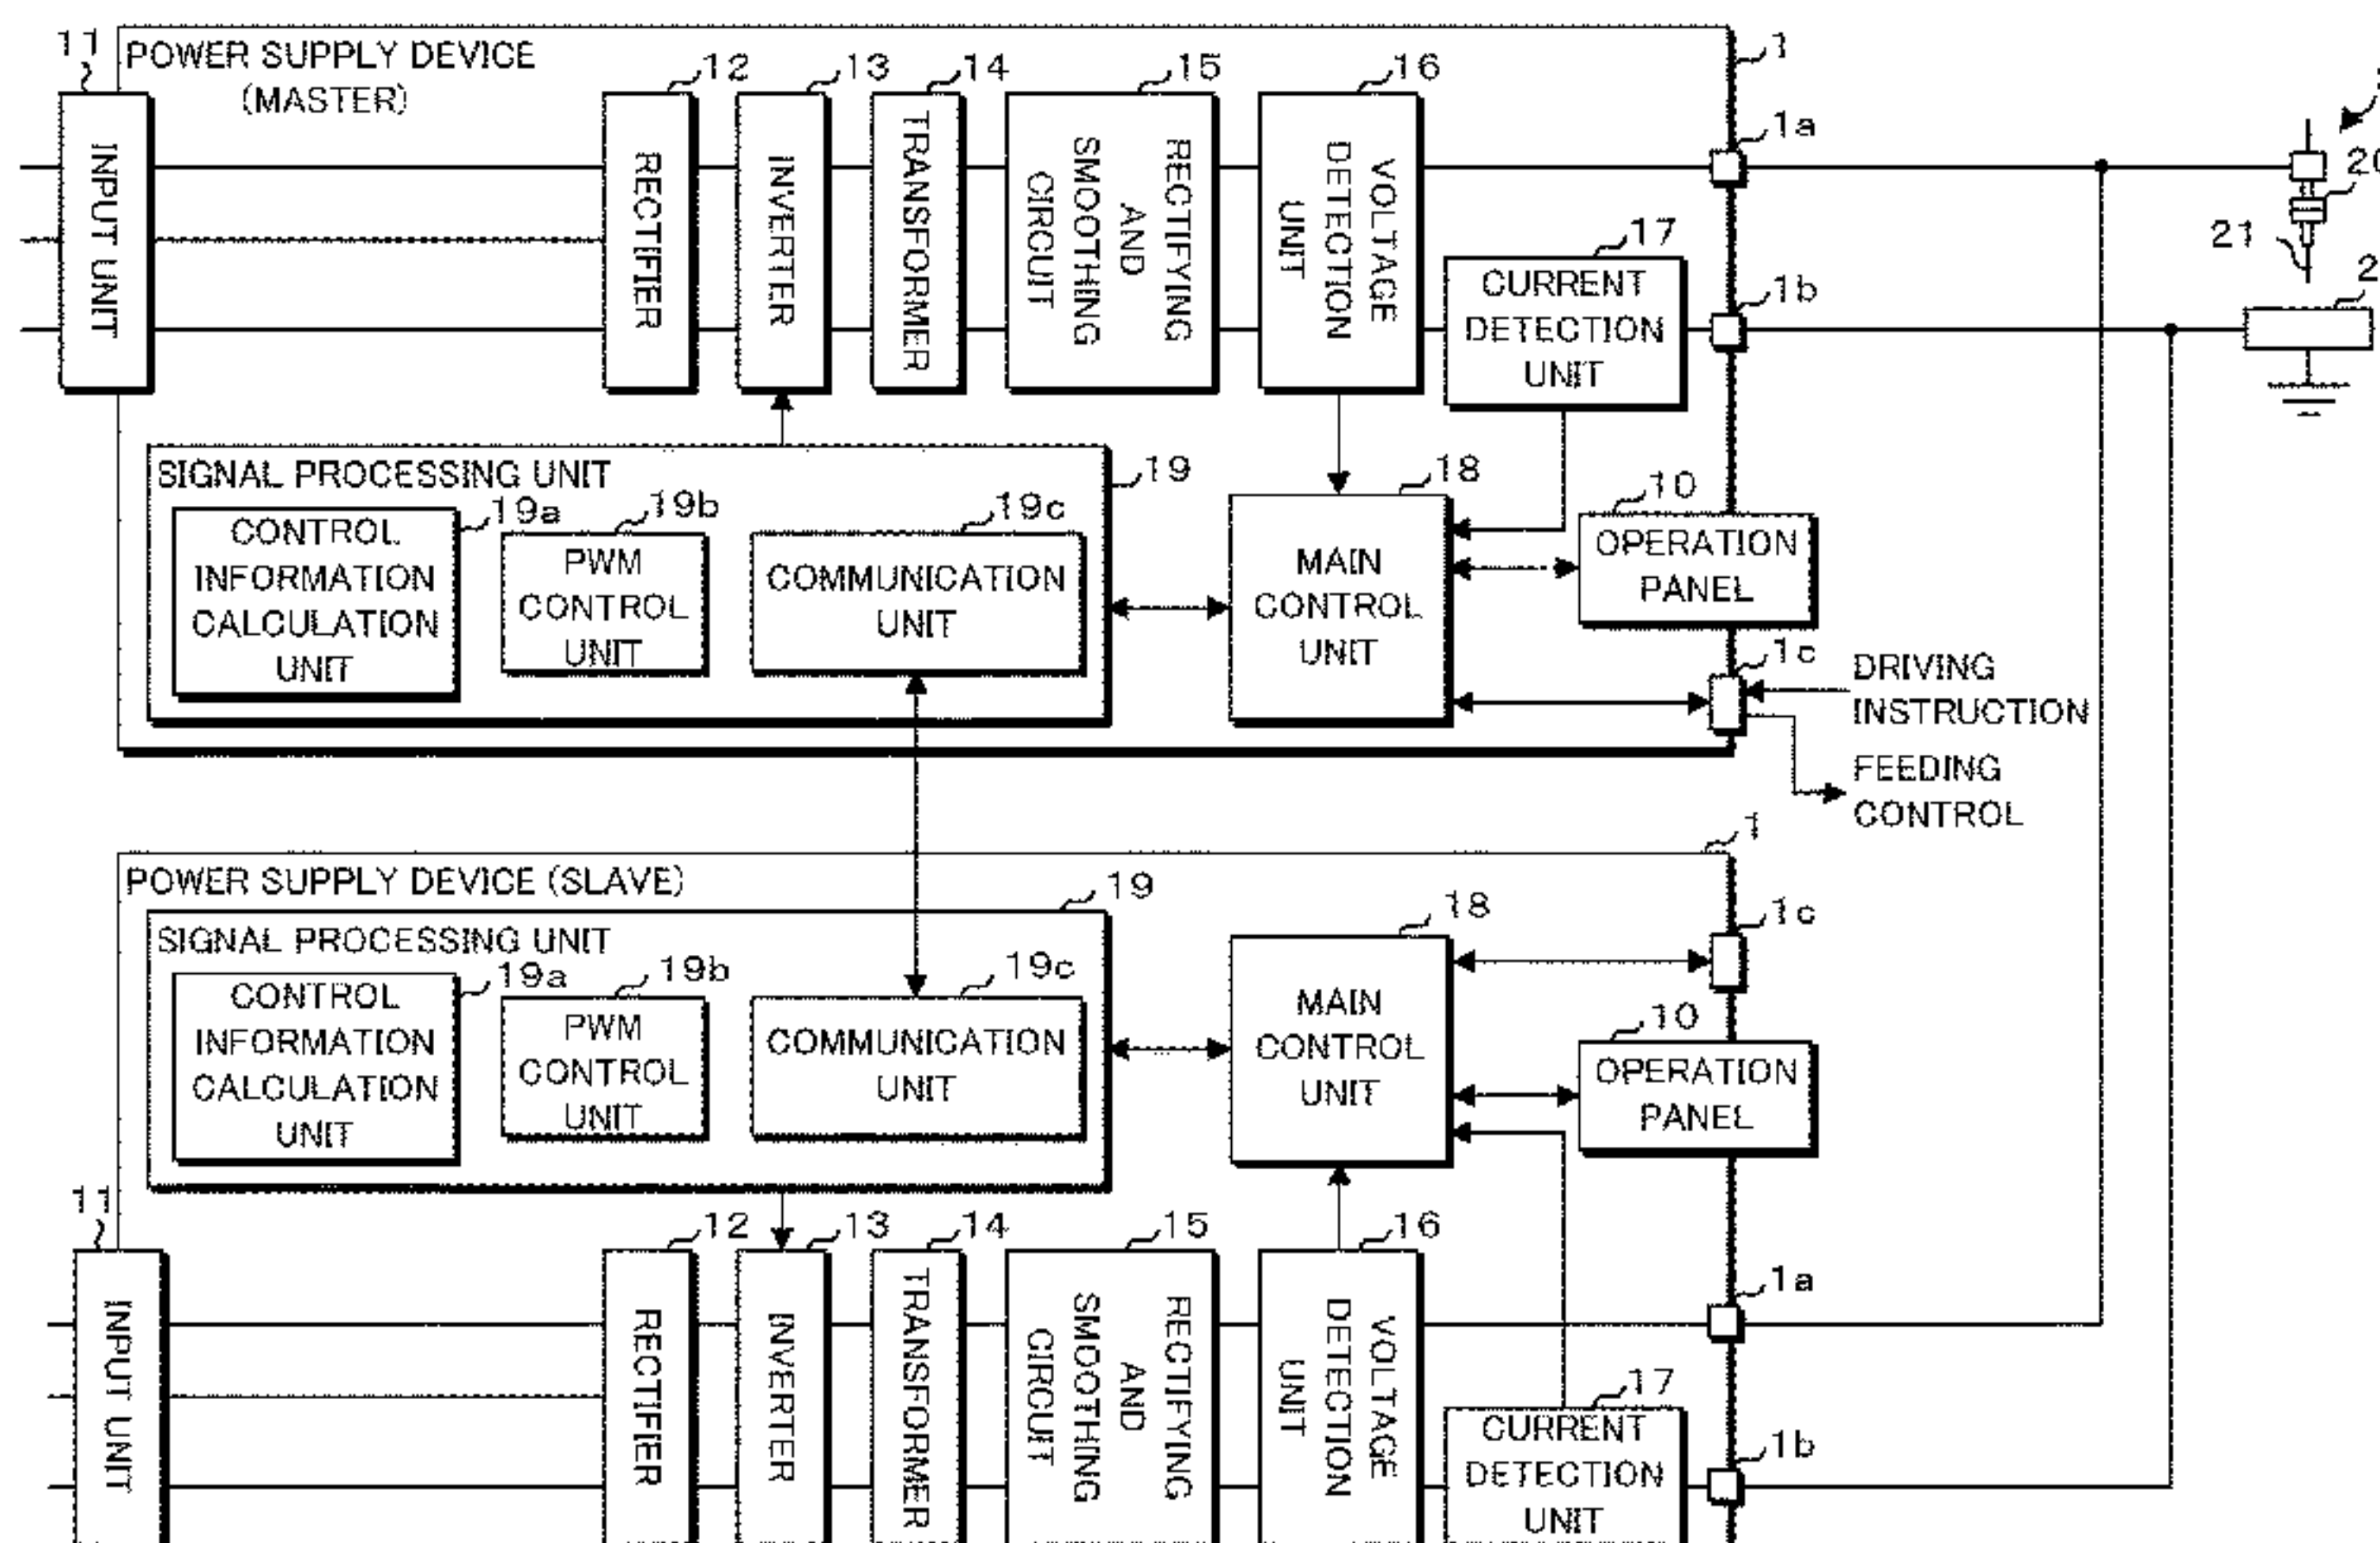 11
POWER SUPPLY DEVICE
(MASTER)
12
13
14
15
16
1
1a
INPUT UNIT
RECTIFIER
INVERTER
TRANSFORMER
RECTIFYING
AND
SMOOTHING
CIRCUIT
VOLTAGE
DETECTION
UNIT
17
CURRENT
DETECTION
UNIT
1b
21
SIGNAL PROCESSING UNIT
19
19a
CONTROL
INFORMATION
CALCULATION
UNIT
19b
PWM
CONTROL
UNIT
19c
COMMUNICATION
UNIT
18
MAIN
CONTROL
UNIT
10
OPERATION
PANEL
1c
DRIVING
INSTRUCTION
FEEDING
CONTROL
1
POWER SUPPLY DEVICE (SLAVE)
19
SIGNAL PROCESSING UNIT
19a
CONTROL
INFORMATION
CALCULATION
UNIT
19b
PWM
CONTROL
UNIT
19c
COMMUNICATION
UNIT
18
MAIN
CONTROL
UNIT
1c
10
OPERATION
PANEL
11
12
13
14
15
16
1a
INPUT UNIT
RECTIFIER
INVERTER
TRANSFORMER
RECTIFYING
AND
SMOOTHING
CIRCUIT
VOLTAGE
DETECTION
UNIT
17
CURRENT
DETECTION
UNIT
1b